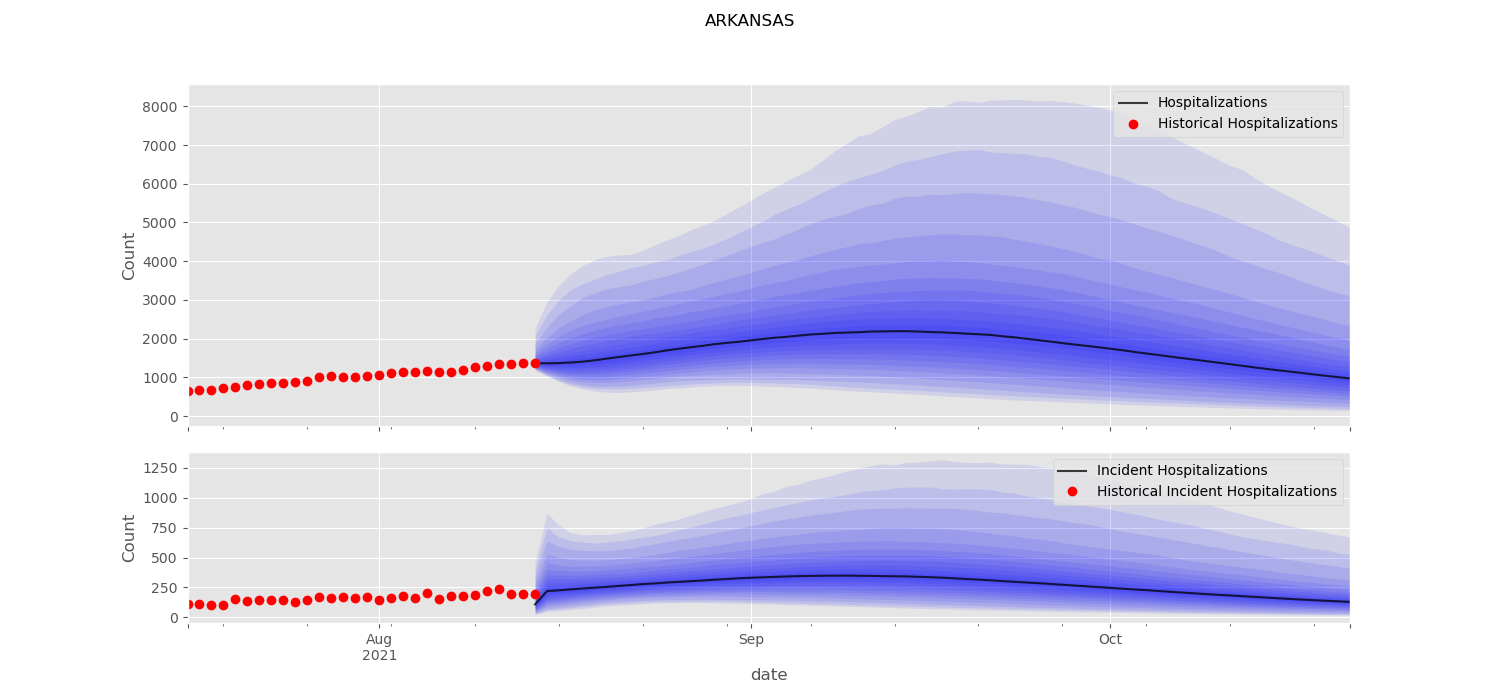 ARKANSAS
8000
7000
6000
5000
4000
3000
2000
1000
0
Count
Hospitalizations
Historical Hospitalizations
1250
1000
750
500
250
0
Count
Incident Hospitalizations
Historical Incident Hospitalizations
Aug
2021
Sep
Oct
date